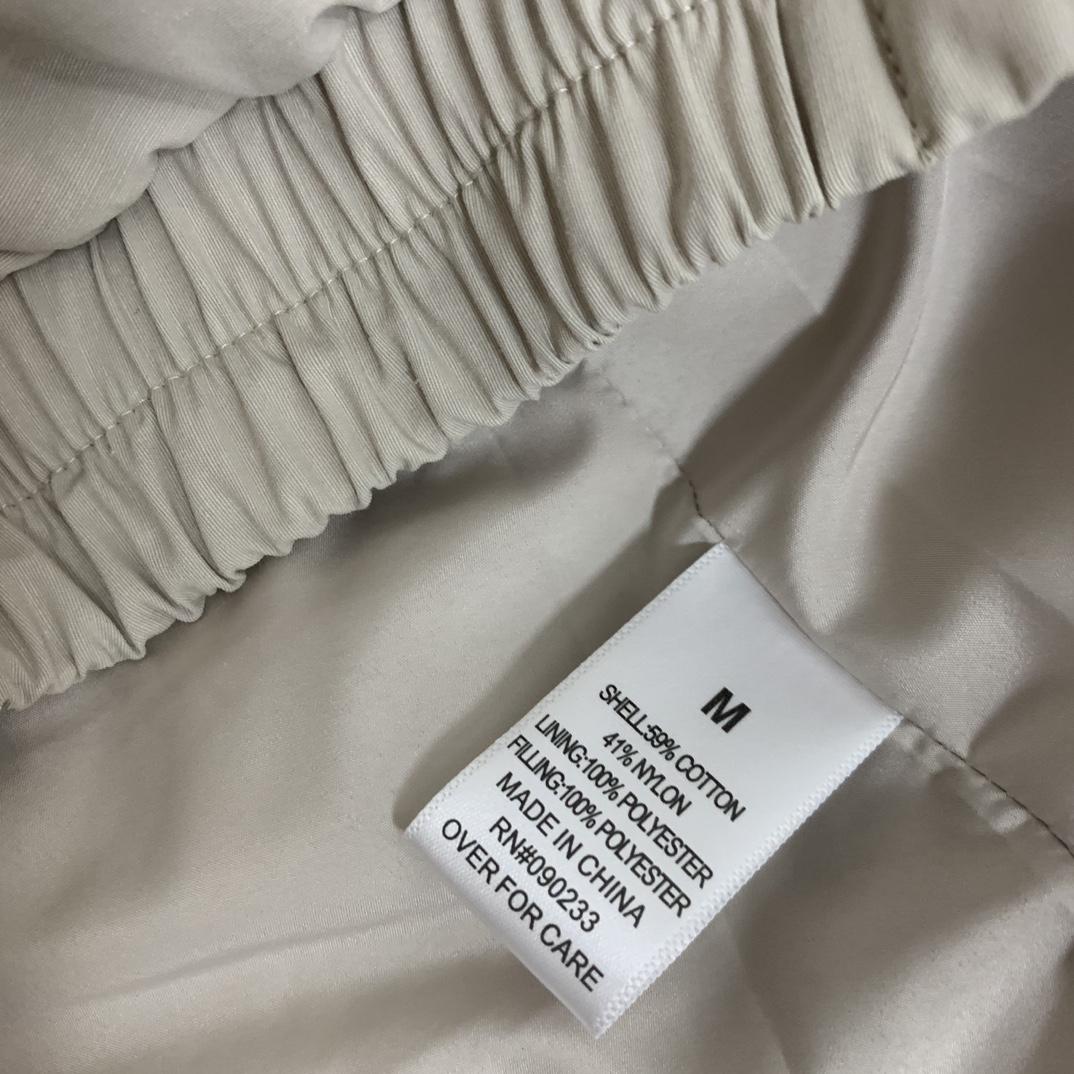 M
SHELL:59% COTTON
41% NYLON
LINING:100% POLYESTER
FILLING:100% POLYESTER
MADE IN CHINA
RN#090233
OVER FOR CARE